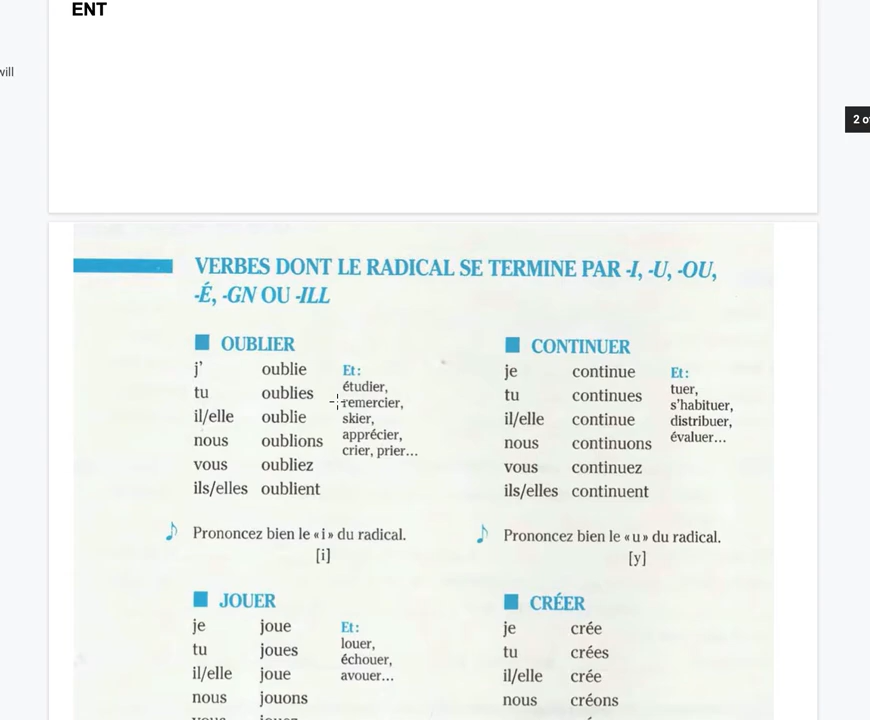 ENT
will
2 of
VERBES DONT LE RADICAL SE TERMINE PAR -I, -U, -OU,
-É, -GN OU -ILL
OUBLIER
j' oublie
tu oublies
il/elle oublie
nous oublions
vous oubliez
ils/elles oublient
Et :
étudier,
remercier,
skier,
apprécier,
crier, prier...
Prononcez bien le « i » du radical.
[i]
CONTINUER
je continue
tu continues
il/elle continue
nous continuons
vous continuez
ils/elles continuent
Et :
tuer,
s'habituer,
distribuer,
évaluer...
Prononcez bien le « u » du radical.
[y]
JOUER
je joue
tu joues
il/elle joue
nous jouons
Et :
louer,
échouer,
avouer...
CRÉER
je crée
tu crées
il/elle crée
nous créons